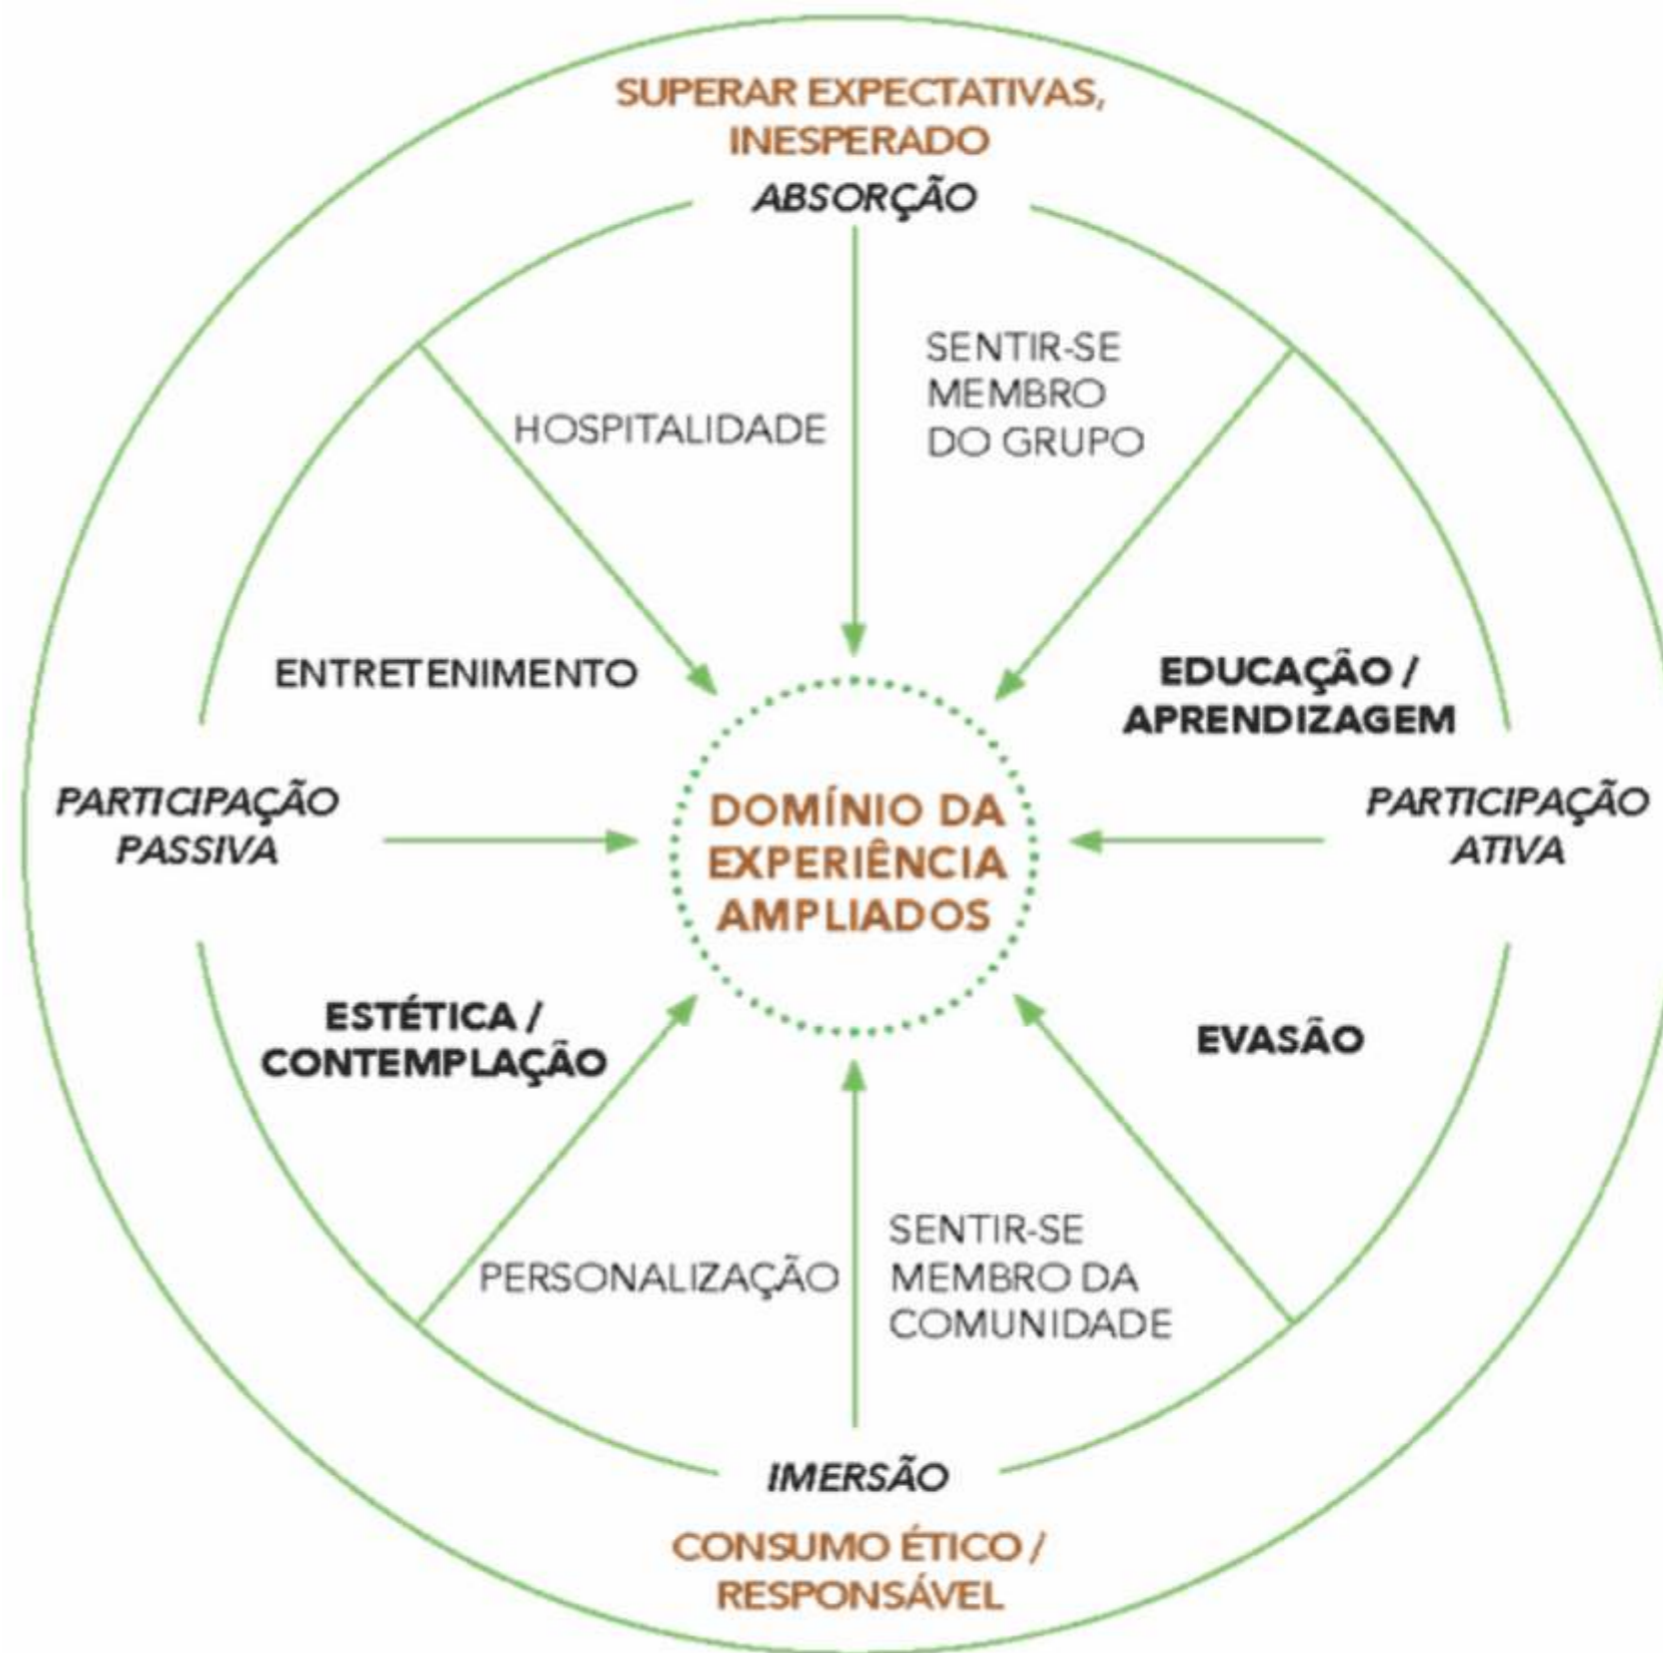 SUPERAR EXPECTATIVAS,
INESPERADO
ABSORÇÃO
SENTIR-SE
MEMBRO
DO GRUPO
HOSPITALIDADE
ENTRETENIMENTO
EDUCAÇÃO /
APRENDIZAGEM
PARTICIPAÇÃO
PASSIVA
DOMÍNIO DA
EXPERIÊNCIA
AMPLIADOS
PARTICIPAÇÃO
ATIVA
ESTÉTICA /
CONTEMPLAÇÃO
EVASÃO
PERSONALIZAÇÃO
SENTIR-SE
MEMBRO DA
COMUNIDADE
IMERSÃO
CONSUMO ÉTICO /
RESPONSÁVEL